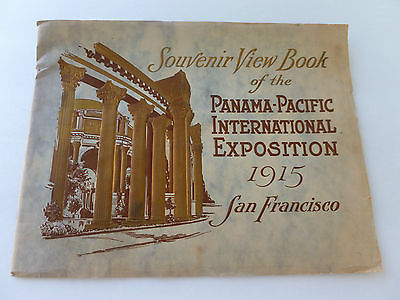 Souvenir View Book
of the
PANAMA-PACIFIC
INTERNATIONAL
EXPOSITION
1915
San Francisco